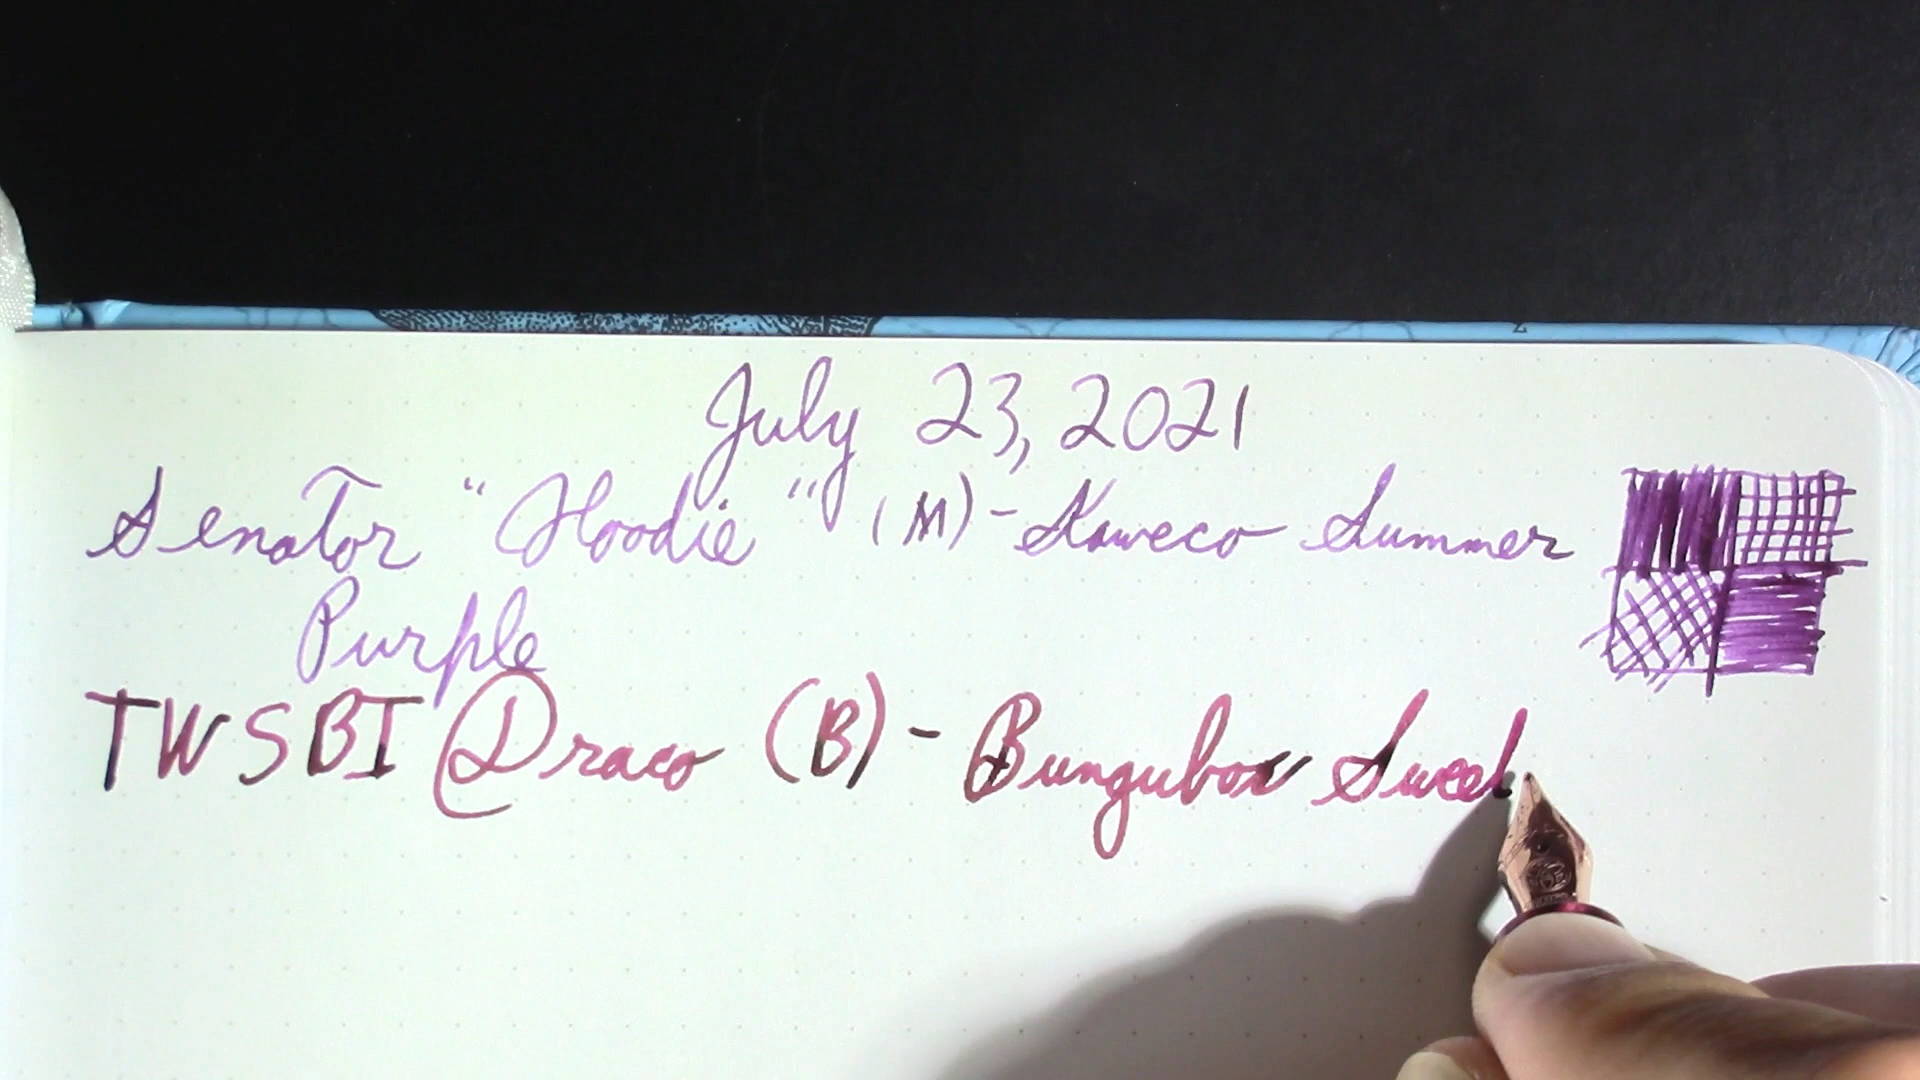 July 23, 2021
Senator "Hoodie" (M) - Kaweco Summer
Purple
TWSBI Draco (B) - Bungubox Sweet